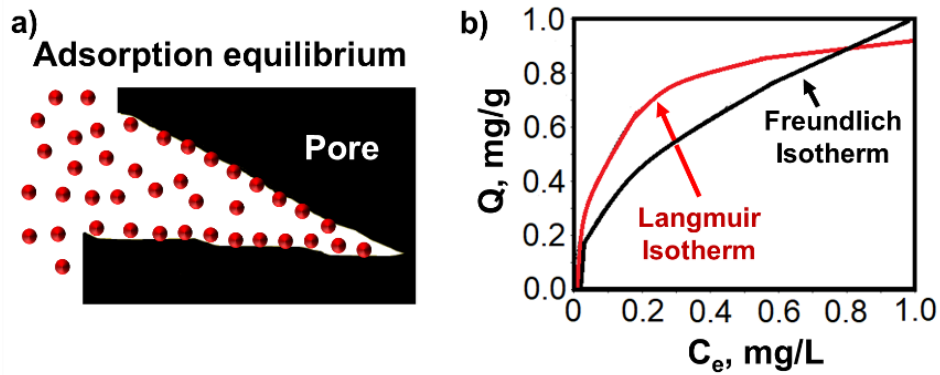 a)
Adsorption equilibrium
Pore
b)
Q, mg/g
1.0
0.8
0.6
0.4
0.2
0.0
Freundlich
Isotherm
Langmuir
Isotherm
0 0.2 0.4 0.6 0.8 1.0
Ce, mg/L